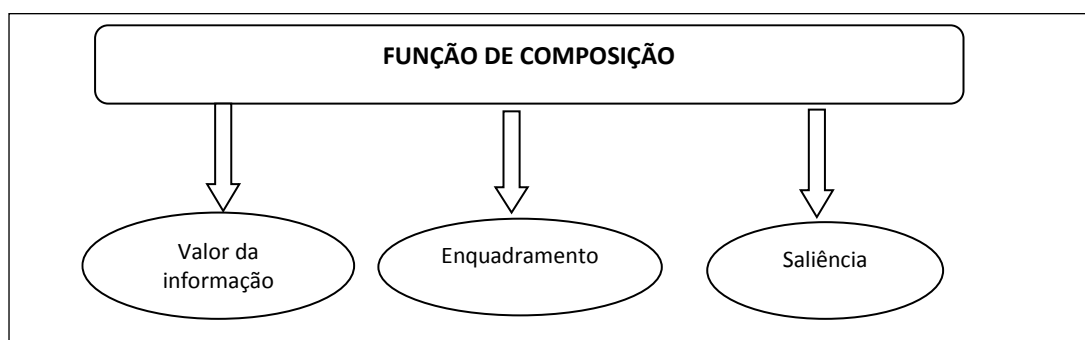 FUNÇÃO DE COMPOSIÇÃO
Valor da
informação
Enquadramento
Saliência